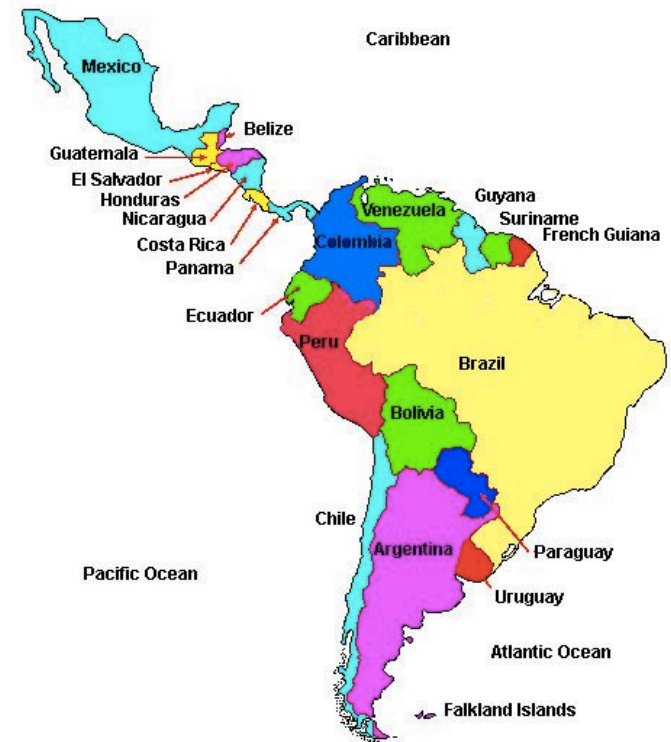 Caribbean
Mexico
Belize
Guatemala
El Salvador
Honduras
Nicaragua
Costa Rica
Panama
Venezuela
Guyana
Suriname
French Guiana
Colombia
Ecuador
Peru
Brazil
Bolivia
Chile
Argentina
Paraguay
Pacific Ocean
Uruguay
Atlantic Ocean
Falkland Islands